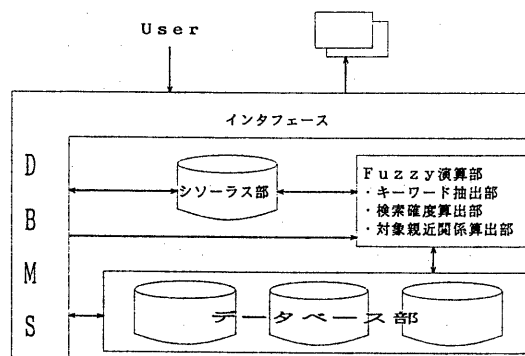 User
インタフェース
DBMS
シソーラス部
Fuzzy演算部
・キーワード抽出部
・検索確度算出部
・対象親近関係算出部
データベース部